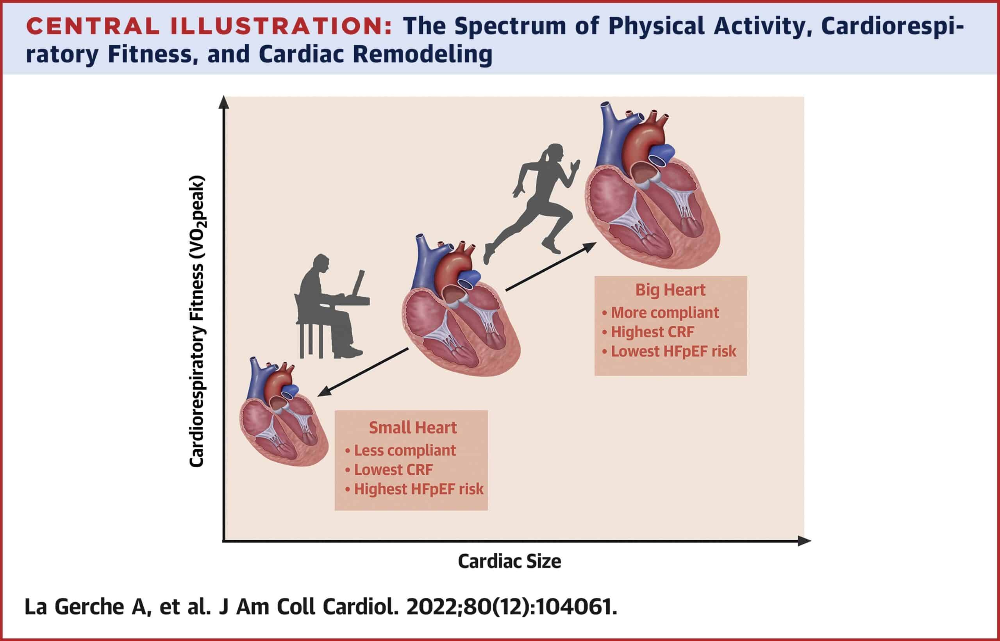 CENTRAL ILLUSTRATION: The Spectrum of Physical Activity, Cardiorespi-
ratory Fitness, and Cardiac Remodeling
Cardiorespiratory Fitness (VO2peak)
Big Heart
• More compliant
• Highest CRF
• Lowest HFpEF risk
Small Heart
• Less compliant
• Lowest CRF
• Highest HFpEF risk
Cardiac Size
La Gerche A, et al. J Am Coll Cardiol. 2022;80(12):104061.